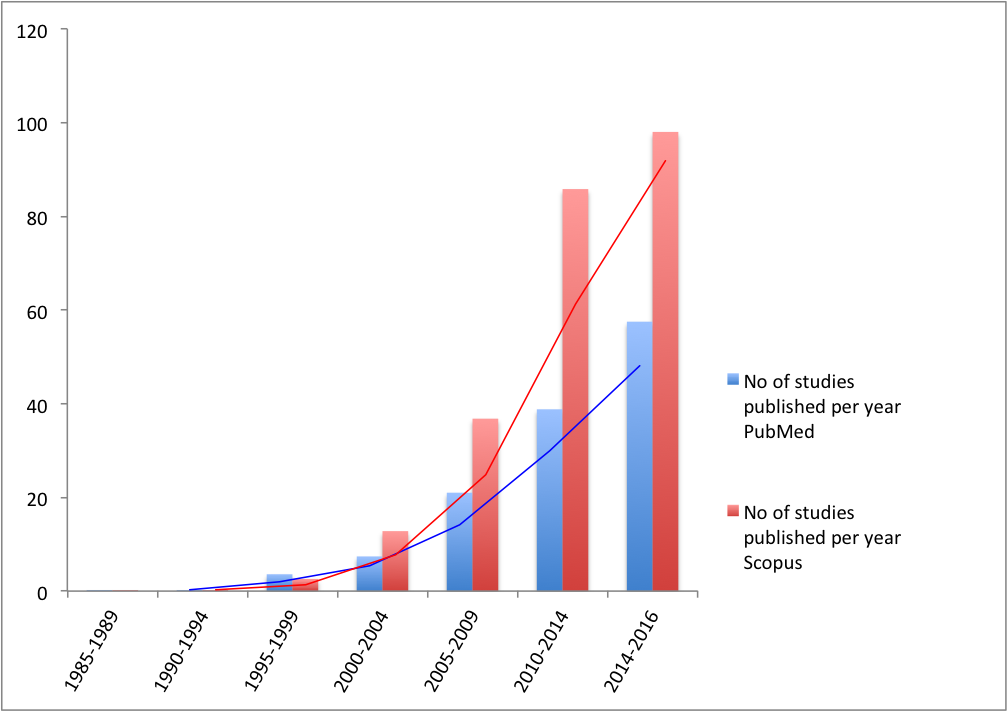 120
100
80
60
40
20
0
1985-1989
1990-1994
1995-1999
2000-2004
2005-2009
2010-2014
2014-2016
No of studies
published per year
PubMed
No of studies
published per year
Scopus